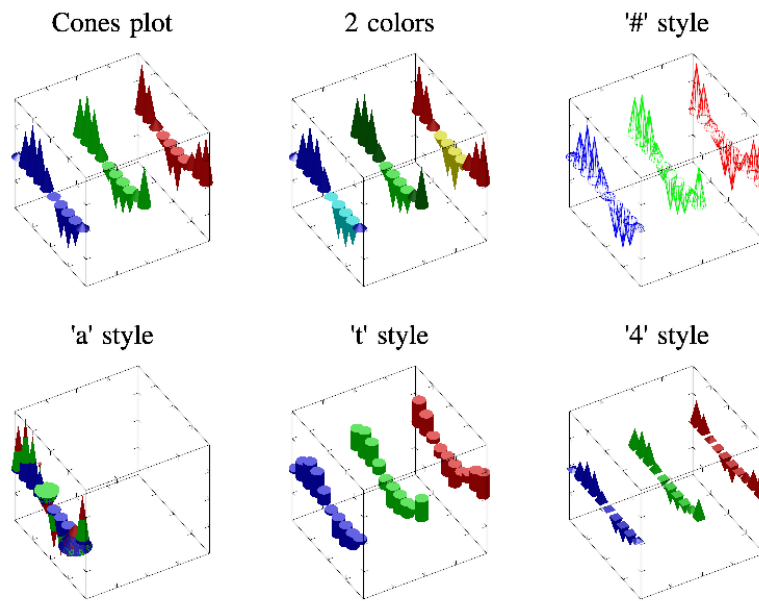 Cones plot
2 colors
'#' style
'a' style
't' style
'4' style